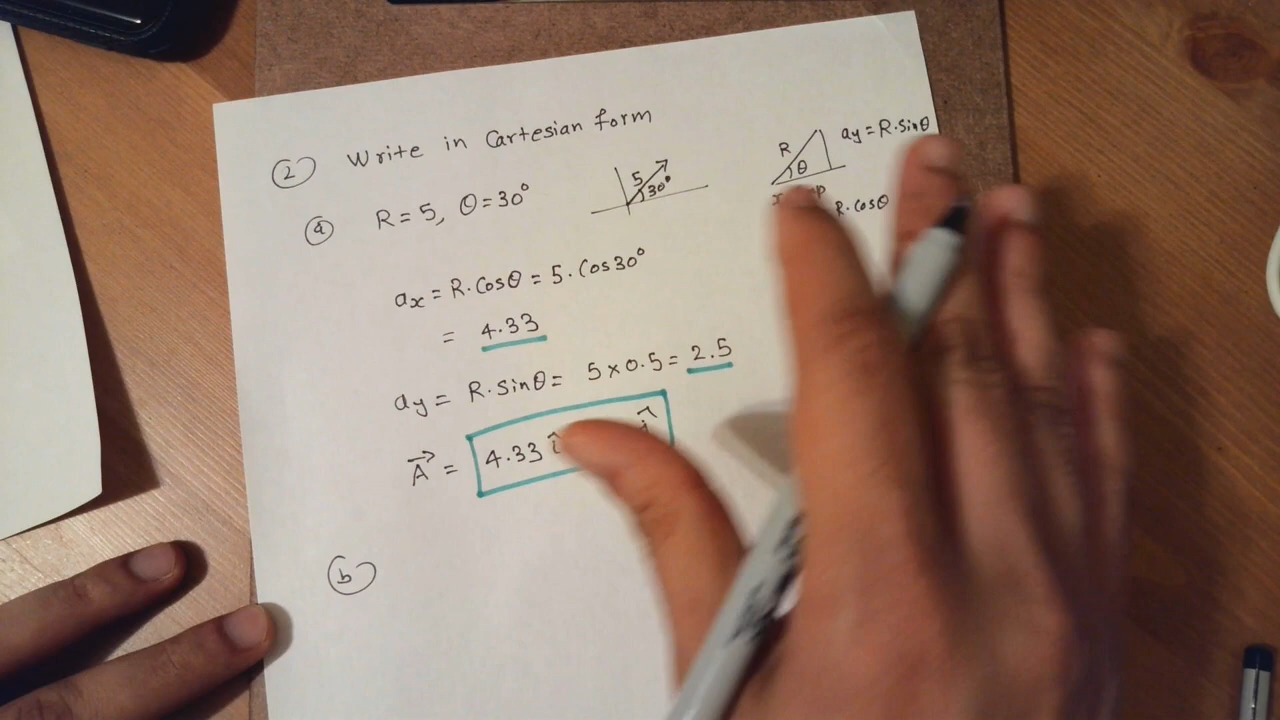 ② Write in Cartesian form
ⓐ R = 5, θ = 30°
5 30°
R θ ay = R·sinθ
R·cosθ
ax = R·Cosθ = 5·Cos30°
= 4.33
ay = R·sinθ = 5 × 0.5 = 2.5
A⃗ = 4.33 î ĵ
ⓑ